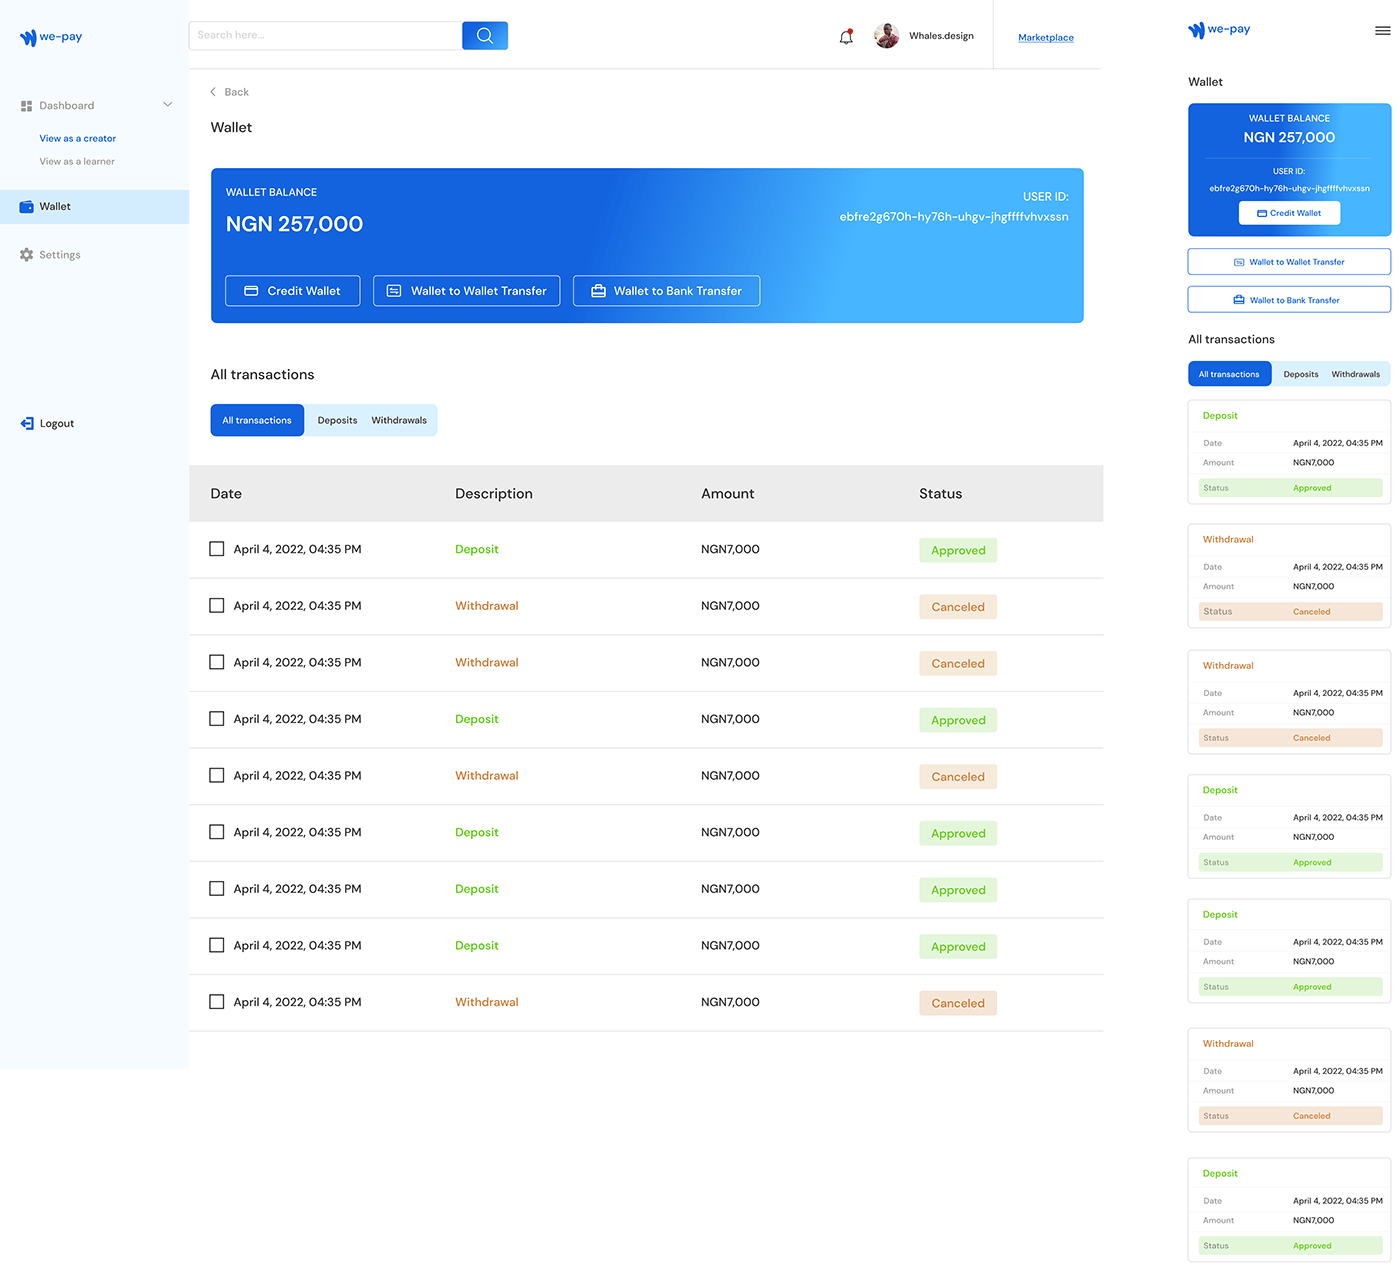 we-pay
Search here...
Whales.design
Marketplace
Dashboard
View as a creator
View as a learner
Wallet
Settings
Logout
Back
Wallet
WALLET BALANCE
NGN 257,000
USER ID:
ebfre2g670h-hy76h-uhgv-jhgffffvhvxssn
Credit Wallet
Wallet to Wallet Transfer
Wallet to Bank Transfer
All transactions
All transactions Deposits Withdrawals
Date Description Amount Status
April 4, 2022, 04:35 PM Deposit NGN7,000 Approved
April 4, 2022, 04:35 PM Withdrawal NGN7,000 Canceled
April 4, 2022, 04:35 PM Withdrawal NGN7,000 Canceled
April 4, 2022, 04:35 PM Deposit NGN7,000 Approved
April 4, 2022, 04:35 PM Withdrawal NGN7,000 Canceled
April 4, 2022, 04:35 PM Deposit NGN7,000 Approved
April 4, 2022, 04:35 PM Deposit NGN7,000 Approved
April 4, 2022, 04:35 PM Deposit NGN7,000 Approved
April 4, 2022, 04:35 PM Withdrawal NGN7,000 Canceled
we-pay
Wallet
WALLET BALANCE
NGN 257,000
USER ID:
ebfre2g670h-hy76h-uhgv-jhgffffvhvxssn
Credit Wallet
Wallet to Wallet Transfer
Wallet to Bank Transfer
All transactions
All transactions Deposits Withdrawals
Deposit
Date April 4, 2022, 04:35 PM
Amount NGN7,000
Status Approved
Withdrawal
Date April 4, 2022, 04:35 PM
Amount NGN7,000
Status Canceled
Withdrawal
Date April 4, 2022, 04:35 PM
Amount NGN7,000
Status Canceled
Deposit
Date April 4, 2022, 04:35 PM
Amount NGN7,000
Status Approved
Deposit
Date April 4, 2022, 04:35 PM
Amount NGN7,000
Status Approved
Withdrawal
Date April 4, 2022, 04:35 PM
Amount NGN7,000
Status Canceled
Deposit
Date April 4, 2022, 04:35 PM
Amount NGN7,000
Status Approved